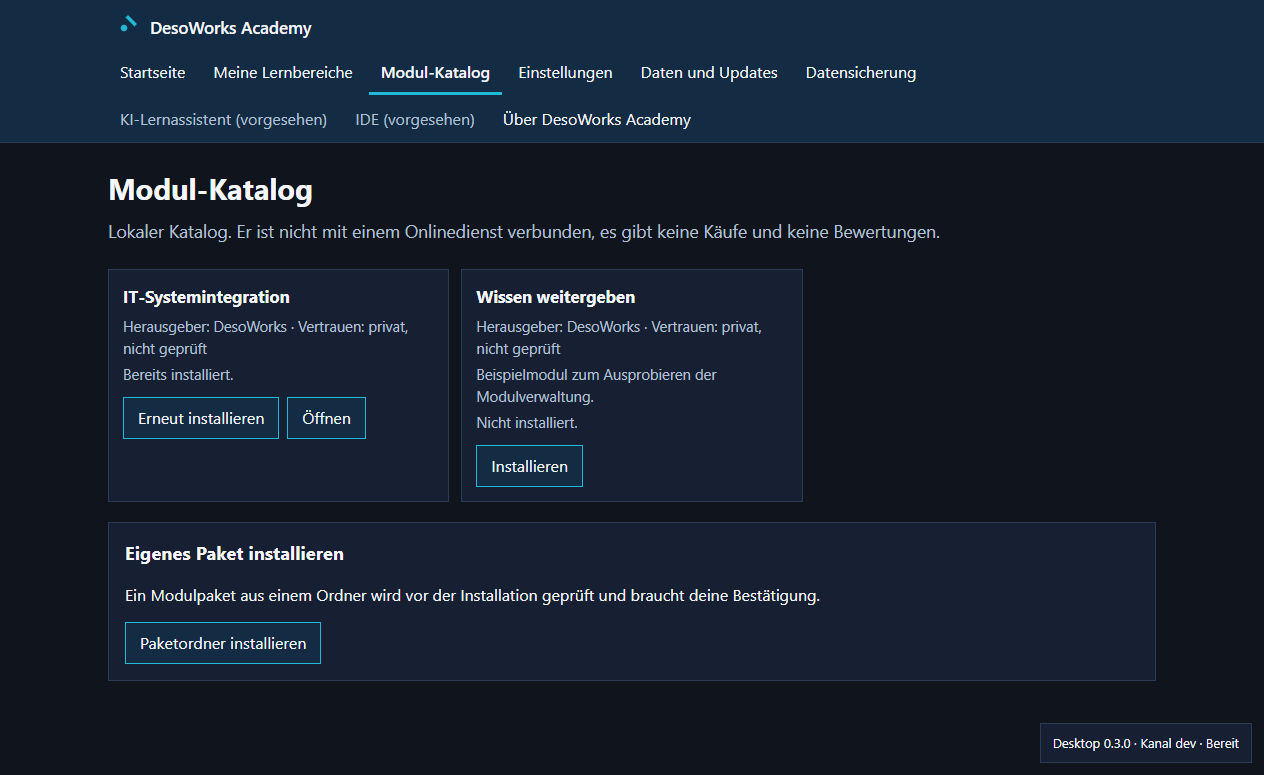 DesoWorks Academy
Startseite Meine Lernbereiche Modul-Katalog Einstellungen Daten und Updates Datensicherung
KI-Lernassistent (vorgesehen) IDE (vorgesehen) Über DesoWorks Academy
Modul-Katalog
Lokaler Katalog. Er ist nicht mit einem Onlinedienst verbunden, es gibt keine Käufe und keine Bewertungen.
IT-Systemintegration
Herausgeber: DesoWorks · Vertrauen: privat,
nicht geprüft
Bereits installiert.
Erneut installieren Öffnen
Wissen weitergeben
Herausgeber: DesoWorks · Vertrauen: privat,
nicht geprüft
Beispielmodul zum Ausprobieren der
Modulverwaltung.
Nicht installiert.
Installieren
Eigenes Paket installieren
Ein Modulpaket aus einem Ordner wird vor der Installation geprüft und braucht deine Bestätigung.
Paketordner installieren
Desktop 0.3.0 · Kanal dev · Bereit